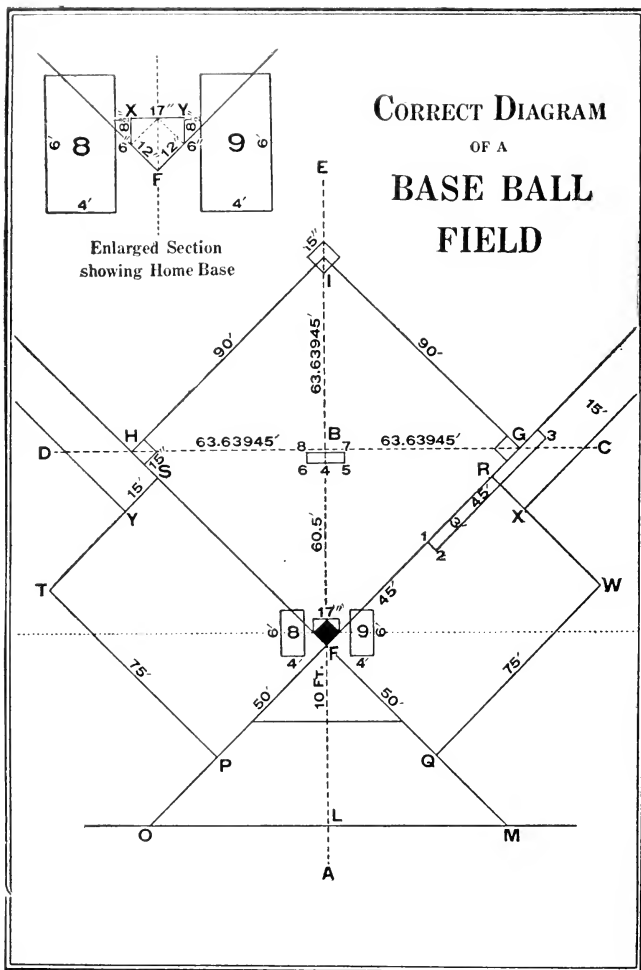 CORRECT DIAGRAM
OF A
BASE BALL
FIELD
X 17" Y
8" 8"
6' 8 6" 12" 12" 6" 9 6'
F
4' 4'
Enlarged Section
showing Home Base
E
15"
I
90' 90'
63.63945'
15'
H B G 3
D 63.63945' 8 7 63.63945' C
15" 6 4 5
S R
15' 45'
Y X
1 3'
2
60.5'
T 45' W
17"
6' 8 9 6'
4' F 4'
10 FT.
75' 75'
50' 50'
P Q
L
O M
A